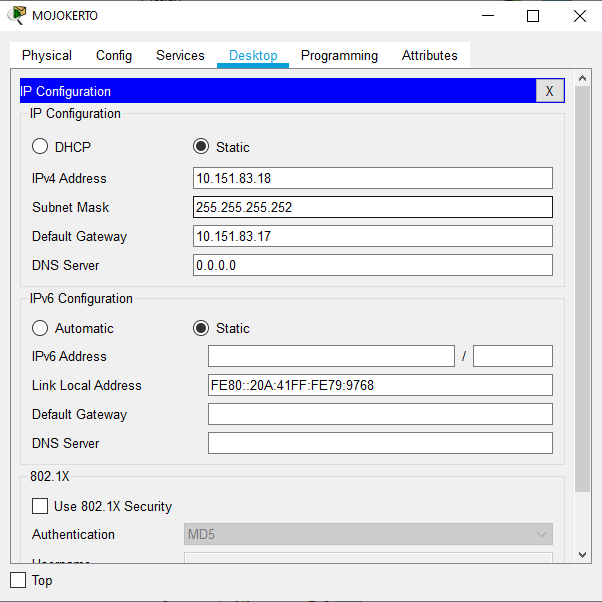 MOJOKERTO
Physical Config Services Desktop Programming Attributes
IP Configuration X
IP Configuration
DHCP Static
IPv4 Address 10.151.83.18
Subnet Mask 255.255.255.252
Default Gateway 10.151.83.17
DNS Server 0.0.0.0
IPv6 Configuration
Automatic Static
IPv6 Address /
Link Local Address FE80::20A:41FF:FE79:9768
Default Gateway
DNS Server
802.1X
Use 802.1X Security
Authentication MD5
Username
Top